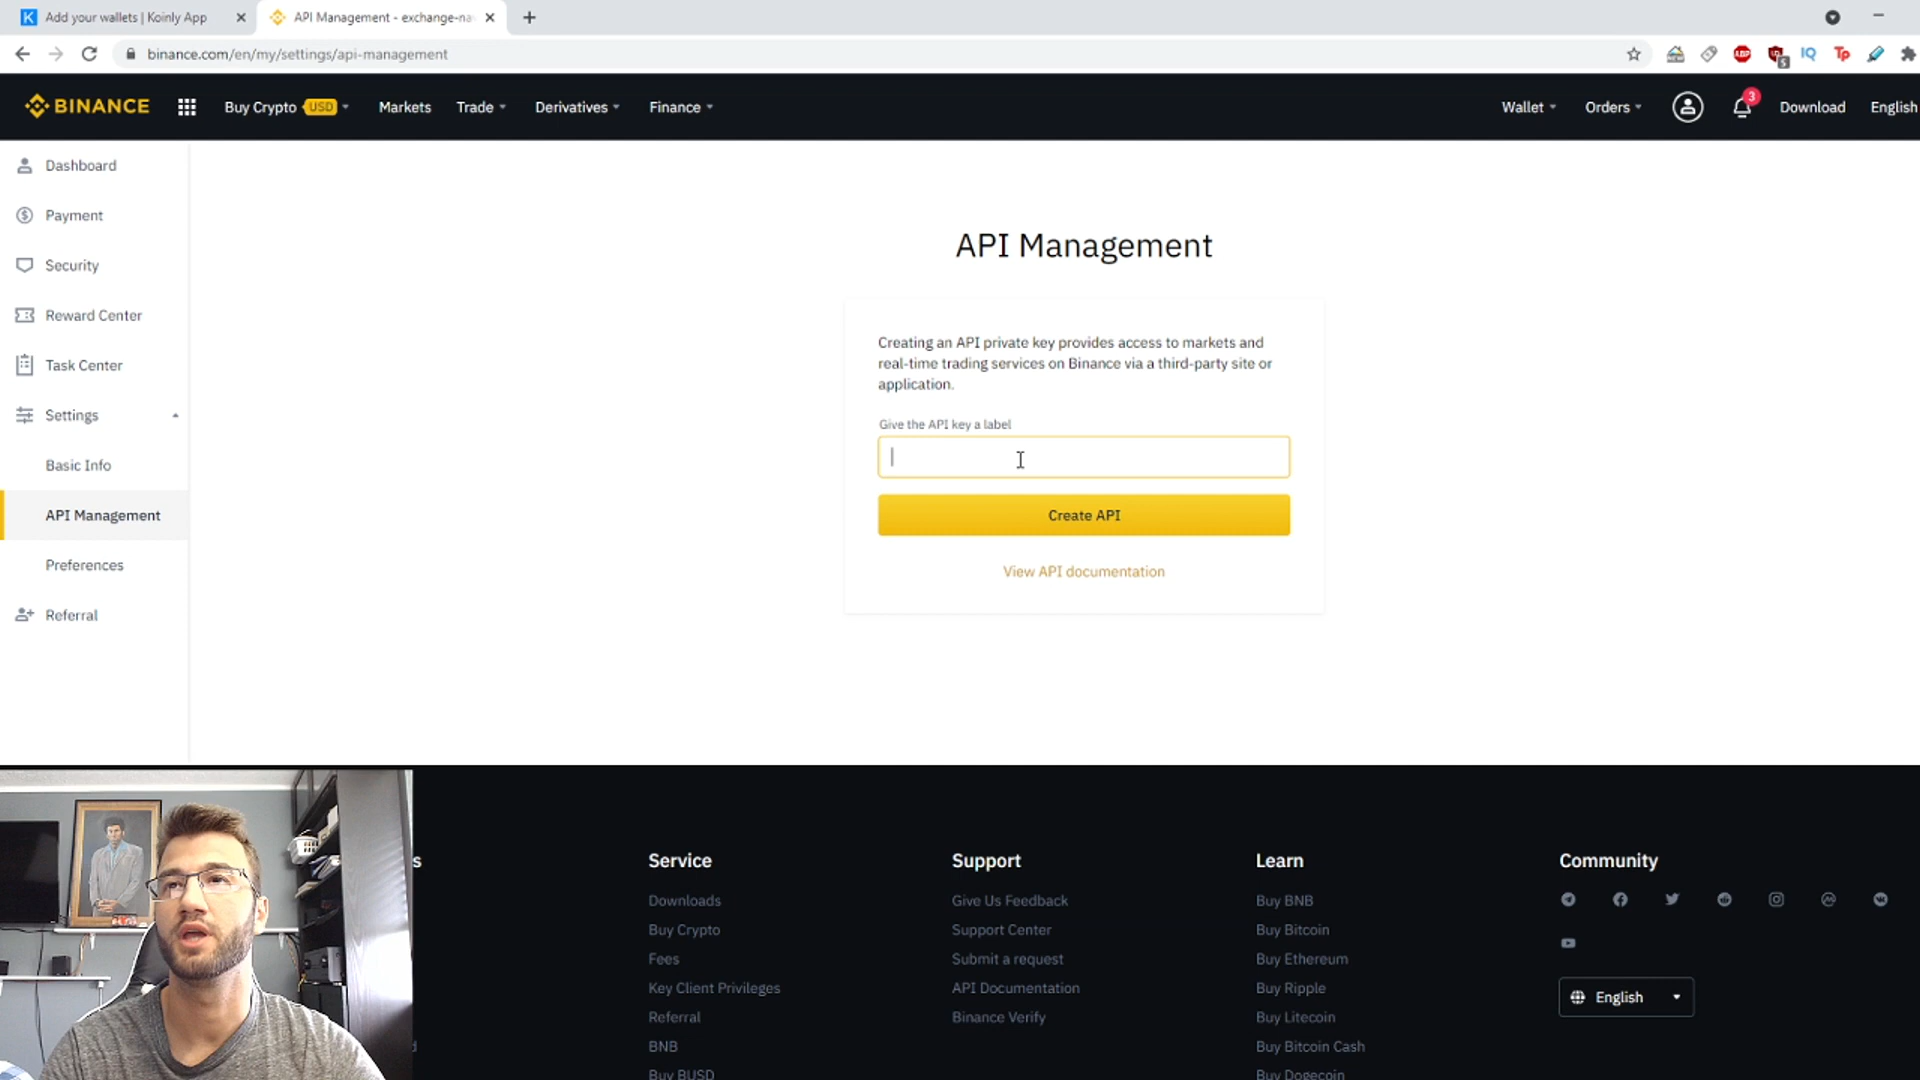 Add your wallets | Koinly App
API Management - exchange-na
binance.com/en/my/settings/api-management
BINANCE
Buy Crypto USD
Markets
Trade
Derivatives
Finance
Wallet
Orders
3
Download
English
Dashboard
Payment
Security
Reward Center
Task Center
Settings
Basic Info
API Management
Preferences
Referral
API Management
Creating an API private key provides access to markets and
real-time trading services on Binance via a third-party site or
application.
Give the API key a label
Create API
View API documentation
s
Service
Downloads
Buy Crypto
Fees
Key Client Privileges
Referral
BNB
Buy BUSD
Support
Give Us Feedback
Support Center
Submit a request
API Documentation
Binance Verify
Learn
Buy BNB
Buy Bitcoin
Buy Ethereum
Buy Ripple
Buy Litecoin
Buy Bitcoin Cash
Buy Dogecoin
Community
English